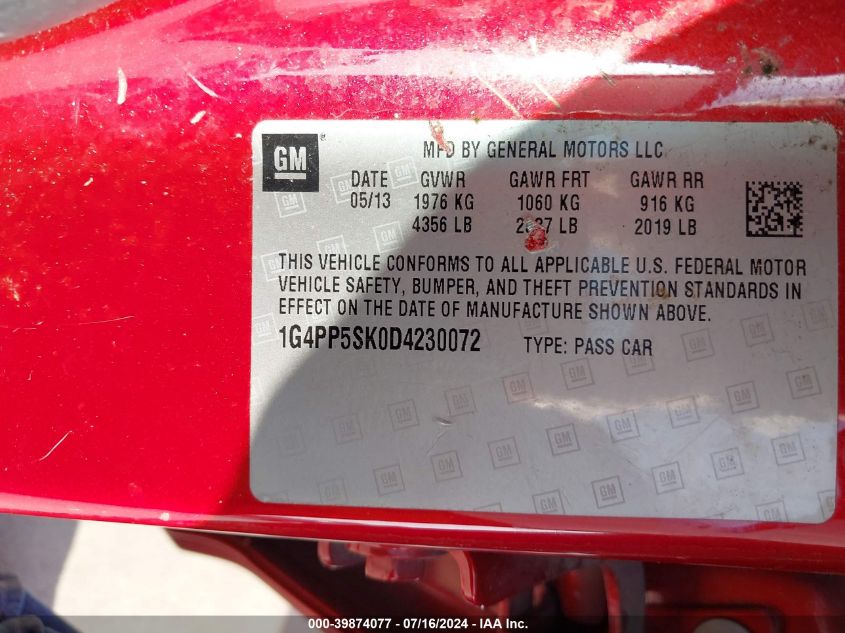 GM
MFD BY GENERAL MOTORS LLC
DATE GVWR GAWR FRT GAWR RR
05/13 1976 KG 1060 KG 916 KG
4356 LB LB 2019 LB
THIS VEHICLE CONFORMS TO ALL APPLICABLE U.S. FEDERAL MOTOR
VEHICLE SAFETY, BUMPER, AND THEFT PREVENTION STANDARDS IN
EFFECT ON THE DATE OF MANUFACTURE SHOWN ABOVE.
1G4PP5SK0D4230072 TYPE: PASS CAR
000-39874077 - 07/16/2024 - IAA Inc.